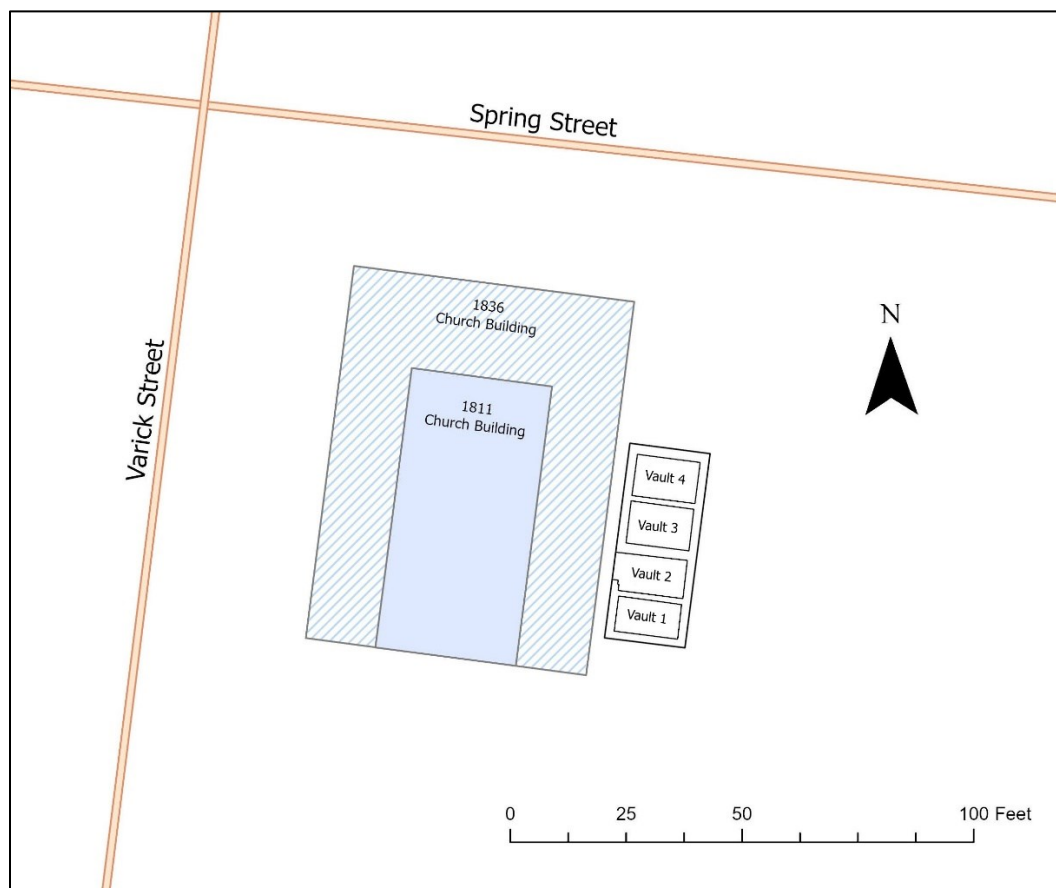 Spring Street
Varick Street
1836
Church Building
1811
Church Building
N
Vault 4
Vault 3
Vault 2
Vault 1
0 25 50 100 Feet